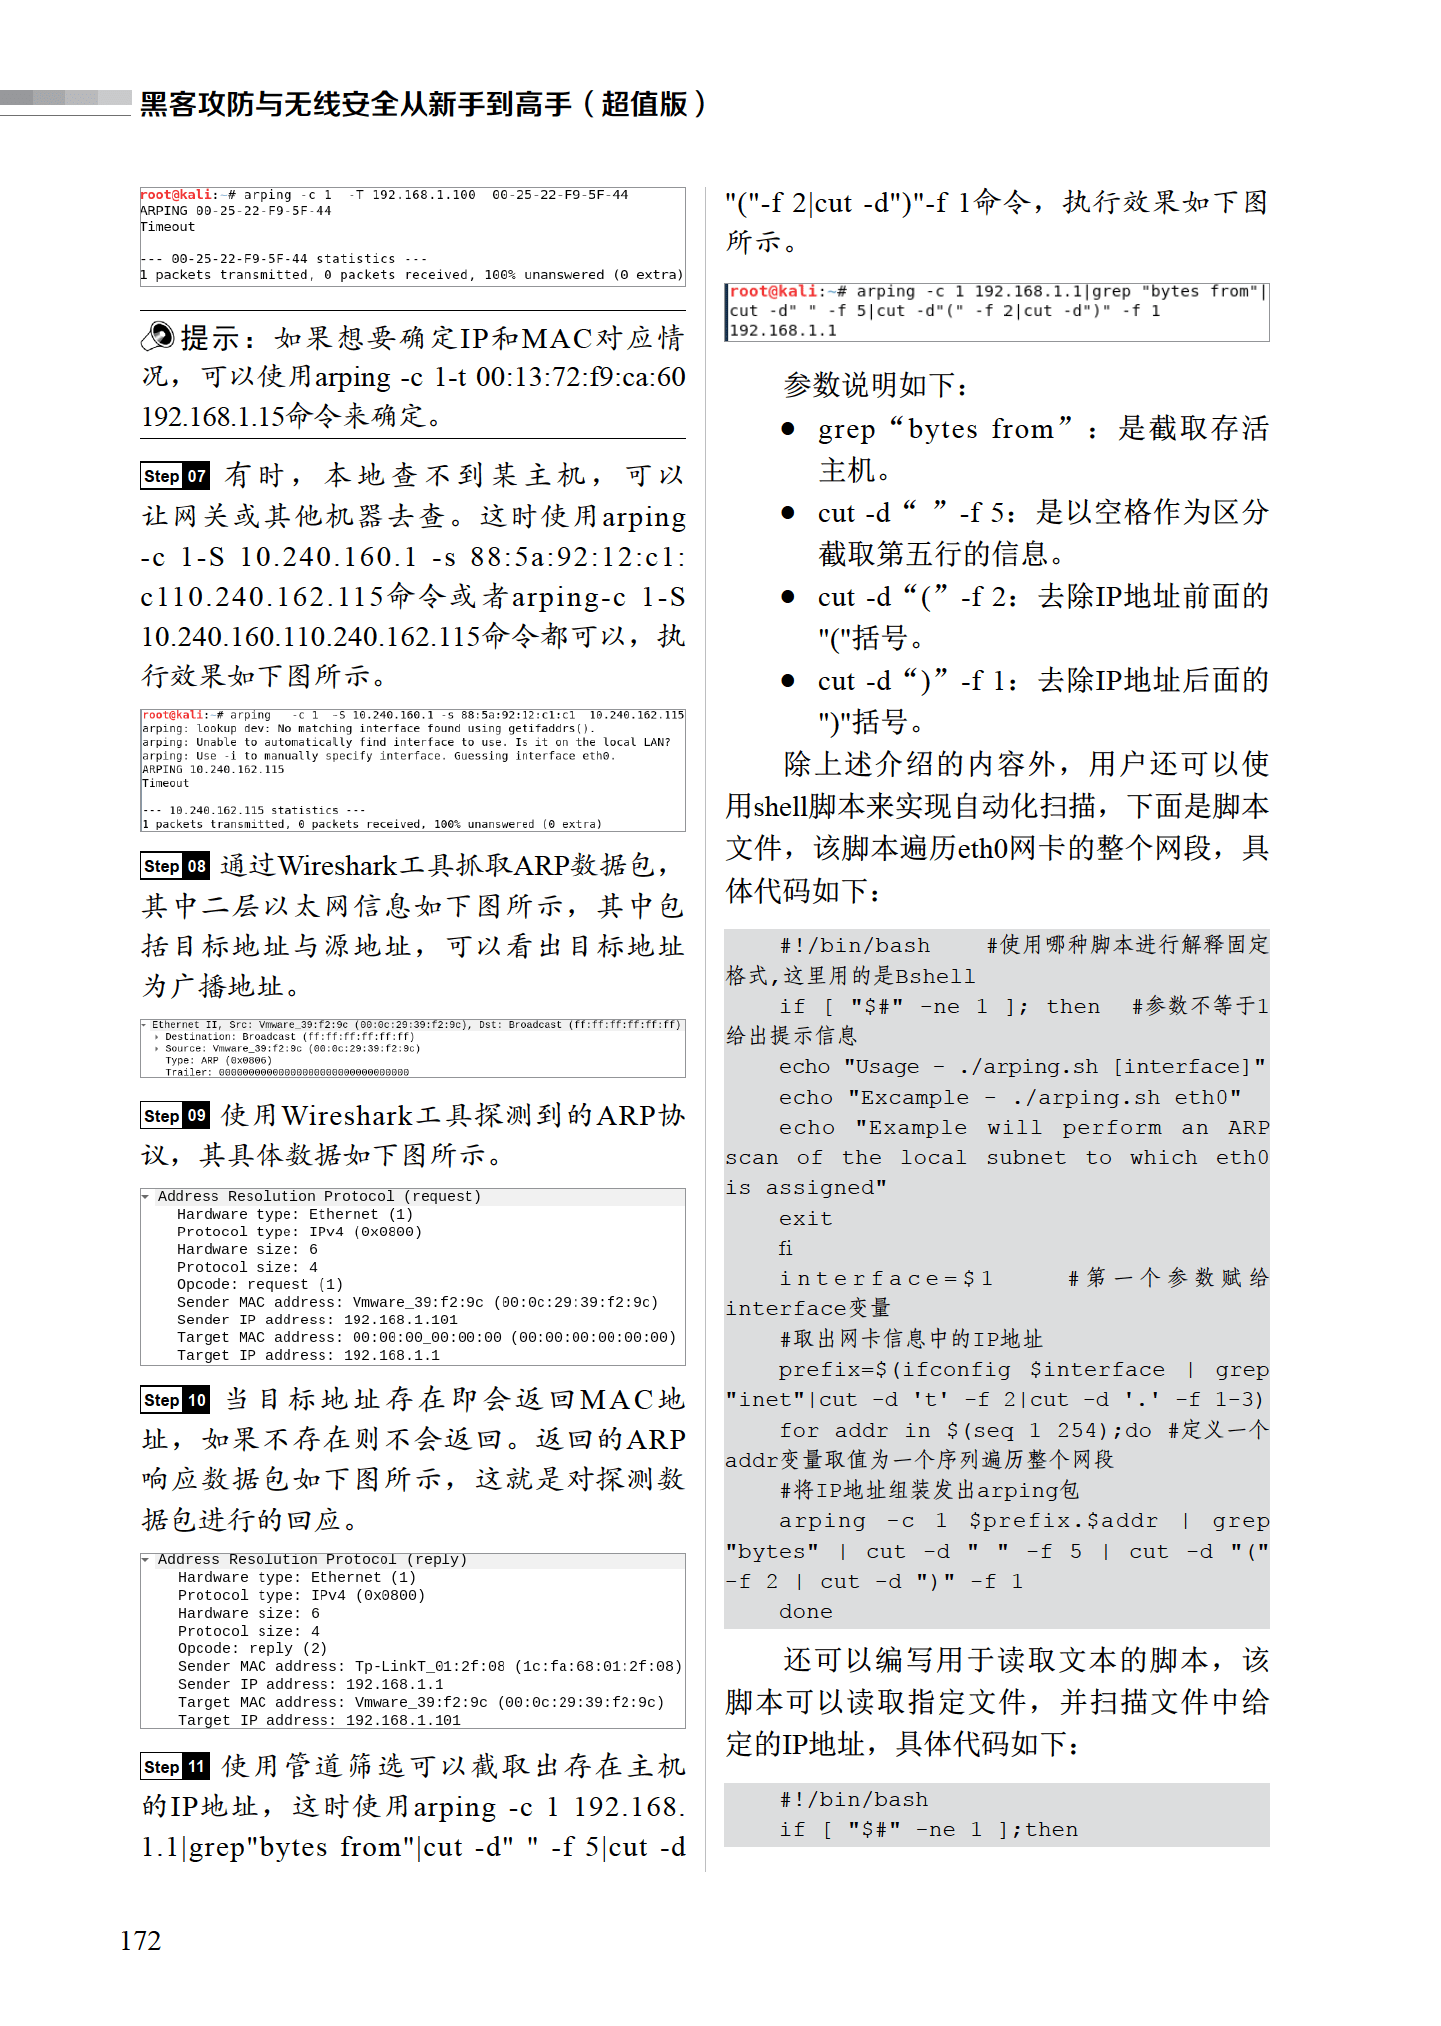 黑客攻防与无线安全从新手到高手（超值版）
root@kali:~# arping -c 1  -T 192.168.1.100  00-25-22-F9-5F-44
ARPING 00-25-22-F9-5F-44
Timeout
--- 00-25-22-F9-5F-44 statistics ---
1 packets transmitted, 0 packets received, 100% unanswered (0 extra)
提示：如果想要确定IP和MAC对应情
况，可以使用arping -c 1-t 00:13:72:f9:ca:60
192.168.1.15命令来确定。
Step 07 有时，本地查不到某主机，可以
让网关或其他机器去查。这时使用arping
-c 1-S 10.240.160.1 -s 88:5a:92:12:c1:
c110.240.162.115命令或者arping-c 1-S
10.240.160.110.240.162.115命令都可以，执
行效果如下图所示。
root@kali:~# arping   -c 1  -S 10.240.160.1 -s 88:5a:92:12:c1:c1  10.240.162.115
arping: lookup dev: No matching interface found using getifaddrs().
arping: Unable to automatically find interface to use. Is it on the local LAN?
arping: Use -i to manually specify interface. Guessing interface eth0.
ARPING 10.240.162.115
Timeout
--- 10.240.162.115 statistics ---
1 packets transmitted, 0 packets received, 100% unanswered (0 extra)
Step 08 通过Wireshark工具抓取ARP数据包，
其中二层以太网信息如下图所示，其中包
括目标地址与源地址，可以看出目标地址
为广播地址。
Ethernet II, Src: Vmware_39:f2:9c (00:0c:29:39:f2:9c), Dst: Broadcast (ff:ff:ff:ff:ff:ff)
Destination: Broadcast (ff:ff:ff:ff:ff:ff)
Source: Vmware_39:f2:9c (00:0c:29:39:f2:9c)
Type: ARP (0x0806)
Trailer: 000000000000000000000000000000000000
Step 09 使用Wireshark工具探测到的ARP协
议，其具体数据如下图所示。
Address Resolution Protocol (request)
Hardware type: Ethernet (1)
Protocol type: IPv4 (0x0800)
Hardware size: 6
Protocol size: 4
Opcode: request (1)
Sender MAC address: Vmware_39:f2:9c (00:0c:29:39:f2:9c)
Sender IP address: 192.168.1.101
Target MAC address: 00:00:00_00:00:00 (00:00:00:00:00:00)
Target IP address: 192.168.1.1
Step 10 当目标地址存在即会返回MAC地
址，如果不存在则不会返回。返回的ARP
响应数据包如下图所示，这就是对探测数
据包进行的回应。
Address Resolution Protocol (reply)
Hardware type: Ethernet (1)
Protocol type: IPv4 (0x0800)
Hardware size: 6
Protocol size: 4
Opcode: reply (2)
Sender MAC address: Tp-LinkT_01:2f:08 (1c:fa:68:01:2f:08)
Sender IP address: 192.168.1.1
Target MAC address: Vmware_39:f2:9c (00:0c:29:39:f2:9c)
Target IP address: 192.168.1.101
Step 11 使用管道筛选可以截取出存在主机
的IP地址，这时使用arping -c 1 192.168.
1.1|grep"bytes from"|cut -d" " -f 5|cut -d
"("-f 2|cut -d")"-f 1命令，执行效果如下图
所示。
root@kali:~# arping -c 1 192.168.1.1|grep "bytes from"|
cut -d" " -f 5|cut -d"(" -f 2|cut -d")" -f 1
192.168.1.1
参数说明如下：
● grep“bytes from”：是截取存活
主机。
● cut -d“ ”-f 5：是以空格作为区分
截取第五行的信息。
● cut -d“(”-f 2：去除IP地址前面的
"("括号。
● cut -d“)”-f 1：去除IP地址后面的
")"括号。
除上述介绍的内容外，用户还可以使
用shell脚本来实现自动化扫描，下面是脚本
文件，该脚本遍历eth0网卡的整个网段，具
体代码如下：
#!/bin/bash    #使用哪种脚本进行解释固定
格式,这里用的是Bshell
if [ "$#" -ne 1 ]; then  #参数不等于1
给出提示信息
echo "Usage - ./arping.sh [interface]"
echo "Excample - ./arping.sh eth0"
echo "Example will perform an ARP
scan of the local subnet to which eth0
is assigned"
exit
fi
interface=$1    #第一个参数赋给
interface变量
#取出网卡信息中的IP地址
prefix=$(ifconfig $interface | grep
"inet"|cut -d 't' -f 2|cut -d '.' -f 1-3)
for addr in $(seq 1 254);do #定义一个
addr变量取值为一个序列遍历整个网段
#将IP地址组装发出arping包
arping -c 1 $prefix.$addr | grep
"bytes" | cut -d " " -f 5 | cut -d "("
-f 2 | cut -d ")" -f 1
done
还可以编写用于读取文本的脚本，该
脚本可以读取指定文件，并扫描文件中给
定的IP地址，具体代码如下：
#!/bin/bash
if [ "$#" -ne 1 ];then
172